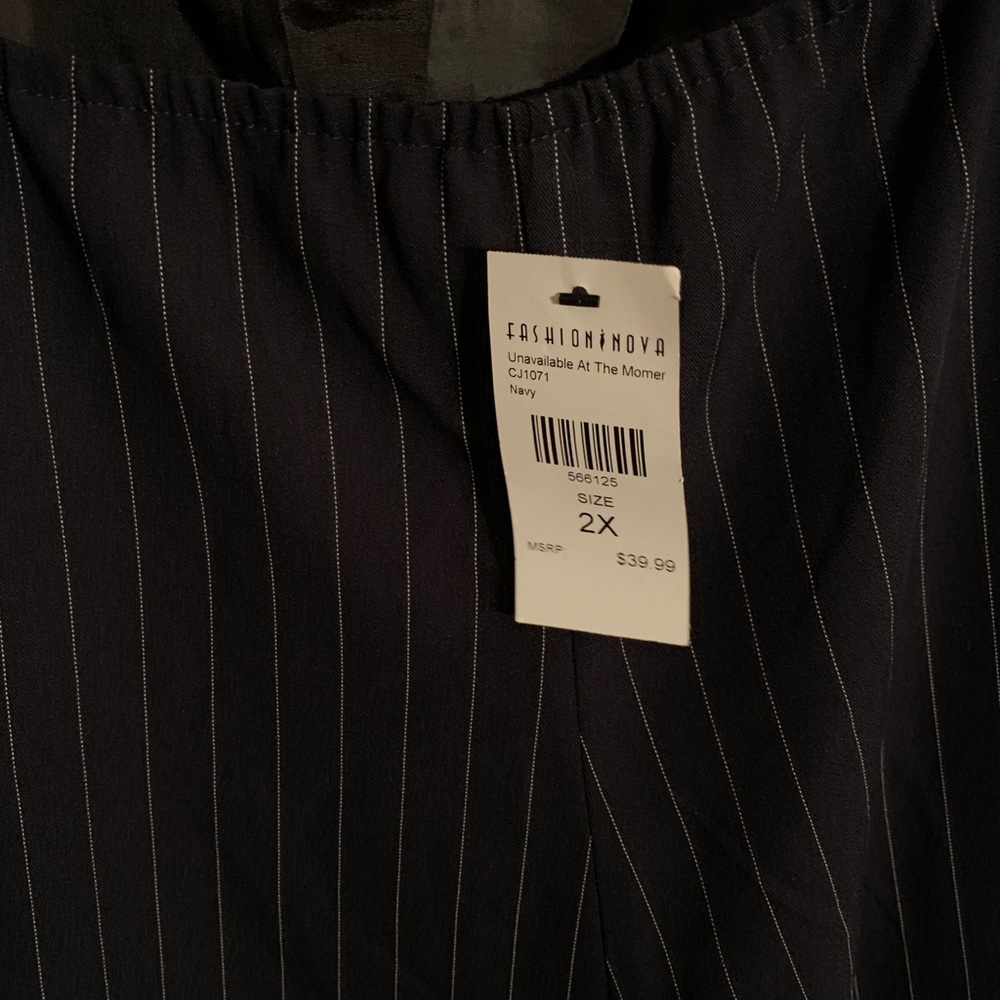 FASHION NOVA
Unavailable At The Momer
CJ1071
Navy
566125
SIZE
2X
MSRP
$39.99